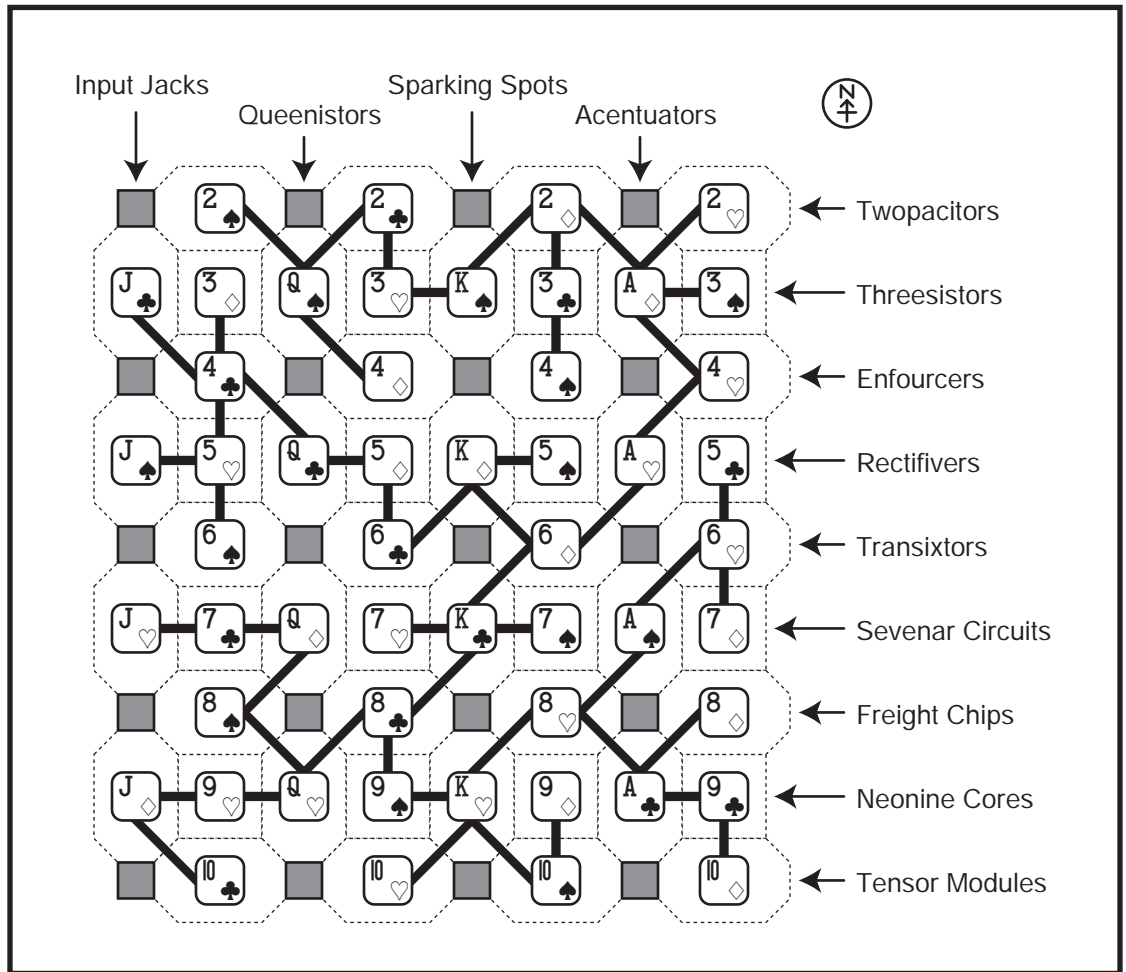 Input Jacks Sparking Spots
Queenistors Acentuators N
2♠ 2♣ 2♢ 2♡ Twopacitors
J♣ 3♢ Q♠ 3♡ K♠ 3♣ A♢ 3♠ Threesistors
4♣ 4♢ 4♠ 4♡ Enfourcers
J♠ 5♡ Q♣ 5♢ K♢ 5♠ A♡ 5♣ Rectifivers
6♠ 6♣ 6♢ 6♡ Transixtors
J♡ 7♣ Q♢ 7♡ K♣ 7♠ A♠ 7♢ Sevenar Circuits
8♠ 8♣ 8♡ 8♢ Freight Chips
J♢ 9♡ Q♡ 9♠ K♡ 9♢ A♣ 9♣ Neonine Cores
10♣ 10♡ 10♠ 10♢ Tensor Modules